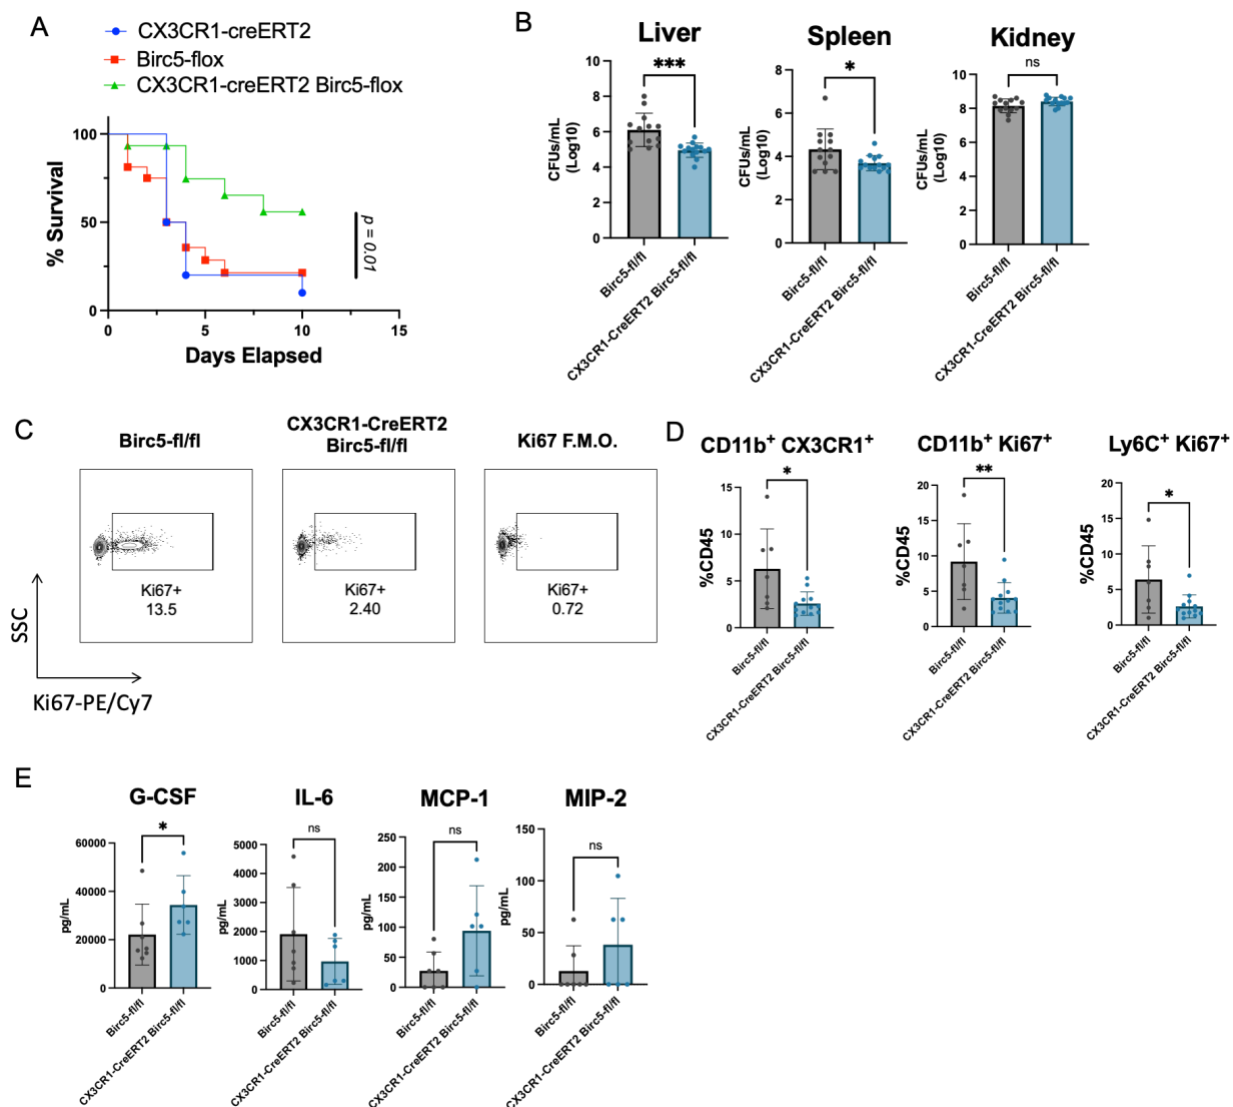 A
CX3CR1-creERT2
Birc5-flox
CX3CR1-creERT2 Birc5-flox
% Survival
100
50
0
0
5
10
15
Days Elapsed
p = 0.01
B
Liver
CFUs/mL
(Log10)
10
8
6
4
2
0
***
Birc5-fl/fl
CX3CR1-CreERT2 Birc5-fl/fl
Spleen
CFUs/mL
(Log10)
8
6
4
2
0
*
Birc5-fl/fl
CX3CR1-CreERT2 Birc5-fl/fl
Kidney
CFUs/mL
(Log10)
10
8
6
4
2
0
ns
Birc5-fl/fl
CX3CR1-CreERT2 Birc5-fl/fl
C
Birc5-fl/fl
Ki67+
13.5
CX3CR1-CreERT2
Birc5-fl/fl
Ki67+
2.40
Ki67 F.M.O.
Ki67+
0.72
SSC
Ki67-PE/Cy7
D
CD11b+ CX3CR1+
%CD45
15
10
5
0
*
Birc5-fl/fl
CX3CR1-CreERT2 Birc5-fl/fl
CD11b+ Ki67+
%CD45
20
15
10
5
0
**
Birc5-fl/fl
CX3CR1-CreERT2 Birc5-fl/fl
Ly6C+ Ki67+
%CD45
20
15
10
5
0
*
Birc5-fl/fl
CX3CR1-CreERT2 Birc5-fl/fl
E
G-CSF
pg/mL
60000
40000
20000
0
*
Birc5-fl/fl
CX3CR1-CreERT2 Birc5-fl/fl
IL-6
pg/mL
5000
4000
3000
2000
1000
0
ns
Birc5-fl/fl
CX3CR1-CreERT2 Birc5-fl/fl
MCP-1
pg/mL
250
200
150
100
50
0
ns
Birc5-fl/fl
CX3CR1-CreERT2 Birc5-fl/fl
MIP-2
pg/mL
150
100
50
0
ns
Birc5-fl/fl
CX3CR1-CreERT2 Birc5-fl/fl